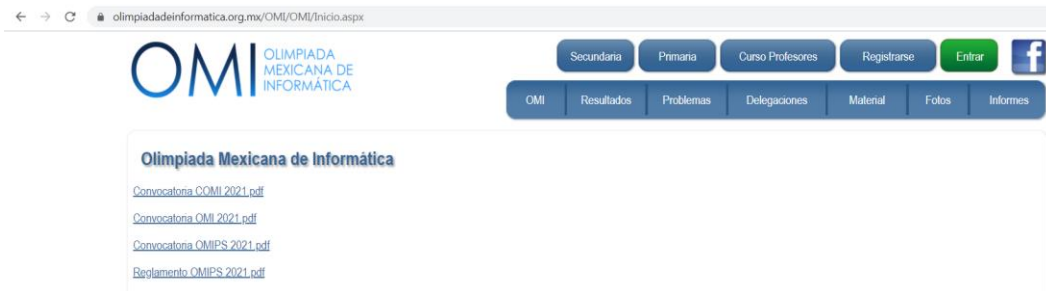 olimpiadadeinformatica.org.mx/OMI/OMI/Inicio.aspx
OMI OLIMPIADA
MEXICANA DE
INFORMÁTICA
Secundaria Primaria Curso Profesores Registrarse Entrar f
OMI Resultados Problemas Delegaciones Material Fotos Informes
Olimpiada Mexicana de Informática
Convocatoria COMI 2021.pdf
Convocatoria OMI 2021.pdf
Convocatoria OMIPS 2021.pdf
Reglamento OMIPS 2021.pdf